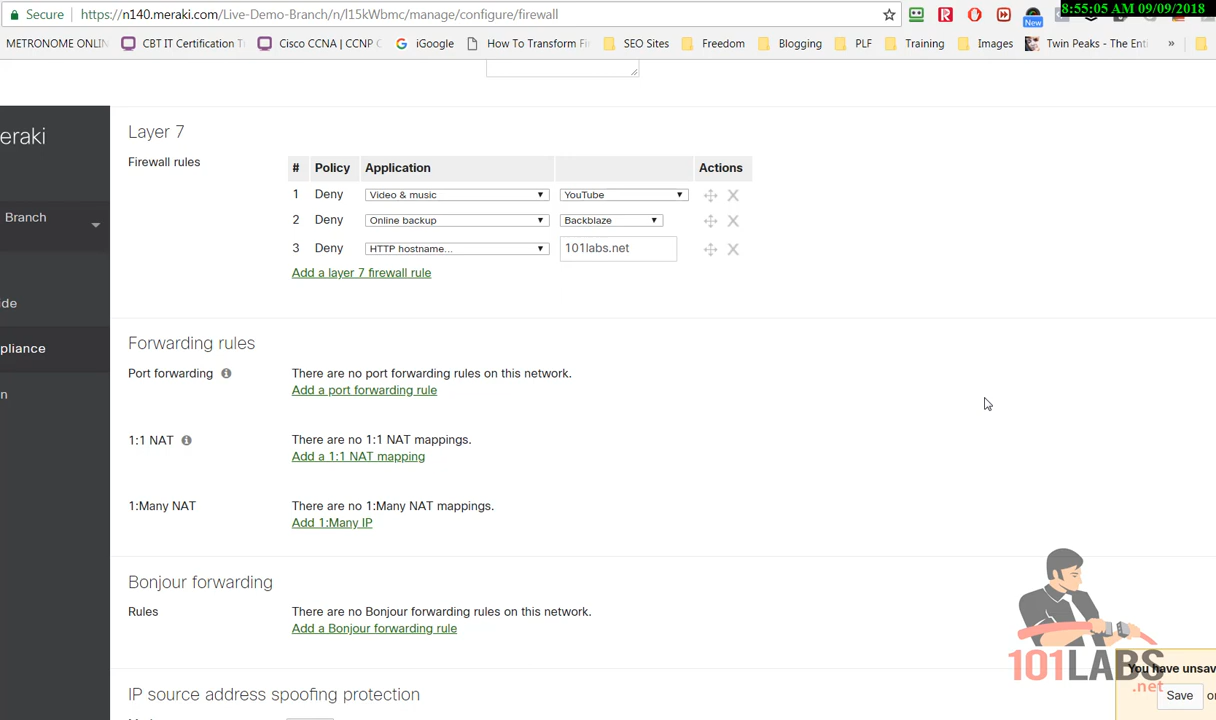 8:55:05 AM 09/09/2018
Secure https://n140.meraki.com/Live-Demo-Branch/n/l15kWbmc/manage/configure/firewall
New
METRONOME ONLIN CBT IT Certification T Cisco CCNA | CCNP iGoogle How To Transform Fi SEO Sites Freedom Blogging PLF Training Images Twin Peaks - The Enti »
eraki
Branch
de
pliance
n
Layer 7
Firewall rules
# Policy Application Actions
1 Deny Video & music YouTube
2 Deny Online backup Backblaze
3 Deny HTTP hostname... 101labs.net
Add a layer 7 firewall rule
Forwarding rules
Port forwarding There are no port forwarding rules on this network.
Add a port forwarding rule
1:1 NAT There are no 1:1 NAT mappings.
Add a 1:1 NAT mapping
1:Many NAT There are no 1:Many NAT mappings.
Add 1:Many IP
Bonjour forwarding
Rules There are no Bonjour forwarding rules on this network.
Add a Bonjour forwarding rule
IP source address spoofing protection
101LABS
.net
You have unsav
Save or